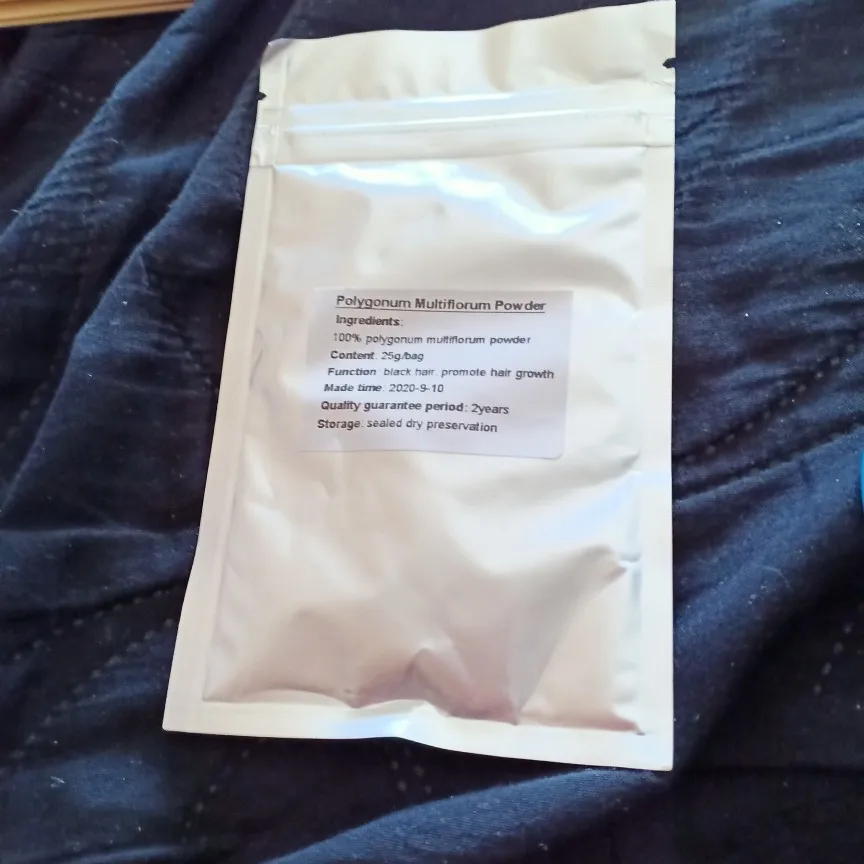 Polygonum Multiflorum Powder
Ingredients:
100% polygonum multiflorum powder
Content: 25g/bag
Function: black hair, promote hair growth
Made time: 2020-9-10
Quality guarantee period: 2years
Storage: sealed dry preservation